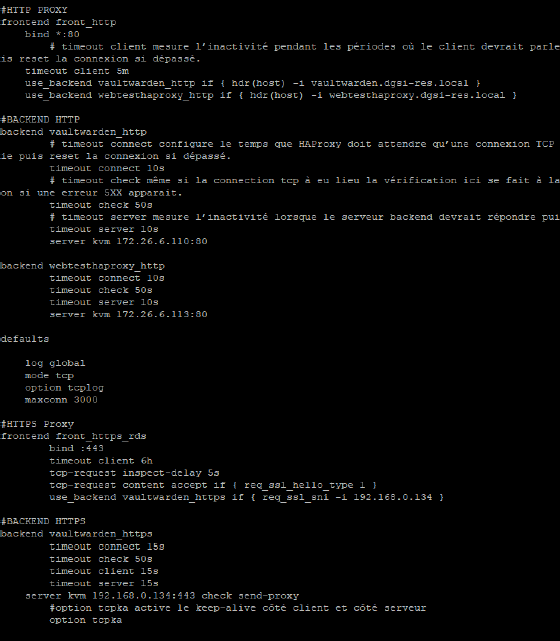 #HTTP PROXY
frontend front_http
bind *:80
# timeout client mesure l'inactivité pendant les périodes où le client devrait parle
is reset la connexion si dépassé.
timeout client 5m
use_backend vaultwarden_http if { hdr(host) -i vaultwarden.dgsi-res.local }
use_backend webtesthaproxy_http if { hdr(host) -i webtesthaproxy.dgsi-res.local }
#BACKEND HTTP
backend vaultwarden_http
# timeout connect configure le temps que HAProxy doit attendre qu'une connexion TCP
ie puis reset la connexion si dépassé.
timeout connect 10s
# timeout check même si la connection tcp à eu lieu la vérification ici se fait à la
on si une erreur 5XX apparait.
timeout check 50s
# timeout server mesure l'inactivité lorsque le serveur backend devrait répondre pui
timeout server 10s
server kvm 172.26.6.110:80
backend webtesthaproxy_http
timeout connect 10s
timeout check 50s
timeout server 10s
server kvm 172.26.6.113:80
defaults
log global
mode tcp
option tcplog
maxconn 3000
#HTTPS Proxy
frontend front_https_rds
bind :443
timeout client 6h
tcp-request inspect-delay 5s
tcp-request content accept if { req_ssl_hello_type 1 }
use_backend vaultwarden_https if { req_ssl_sni -i 192.168.0.134 }
#BACKEND HTTPS
backend vaultwarden_https
timeout connect 15s
timeout check 50s
timeout client 15s
timeout server 15s
server kvm 192.168.0.134:443 check send-proxy
#option tcpka active le keep-alive côté client et côté serveur
option tcpka